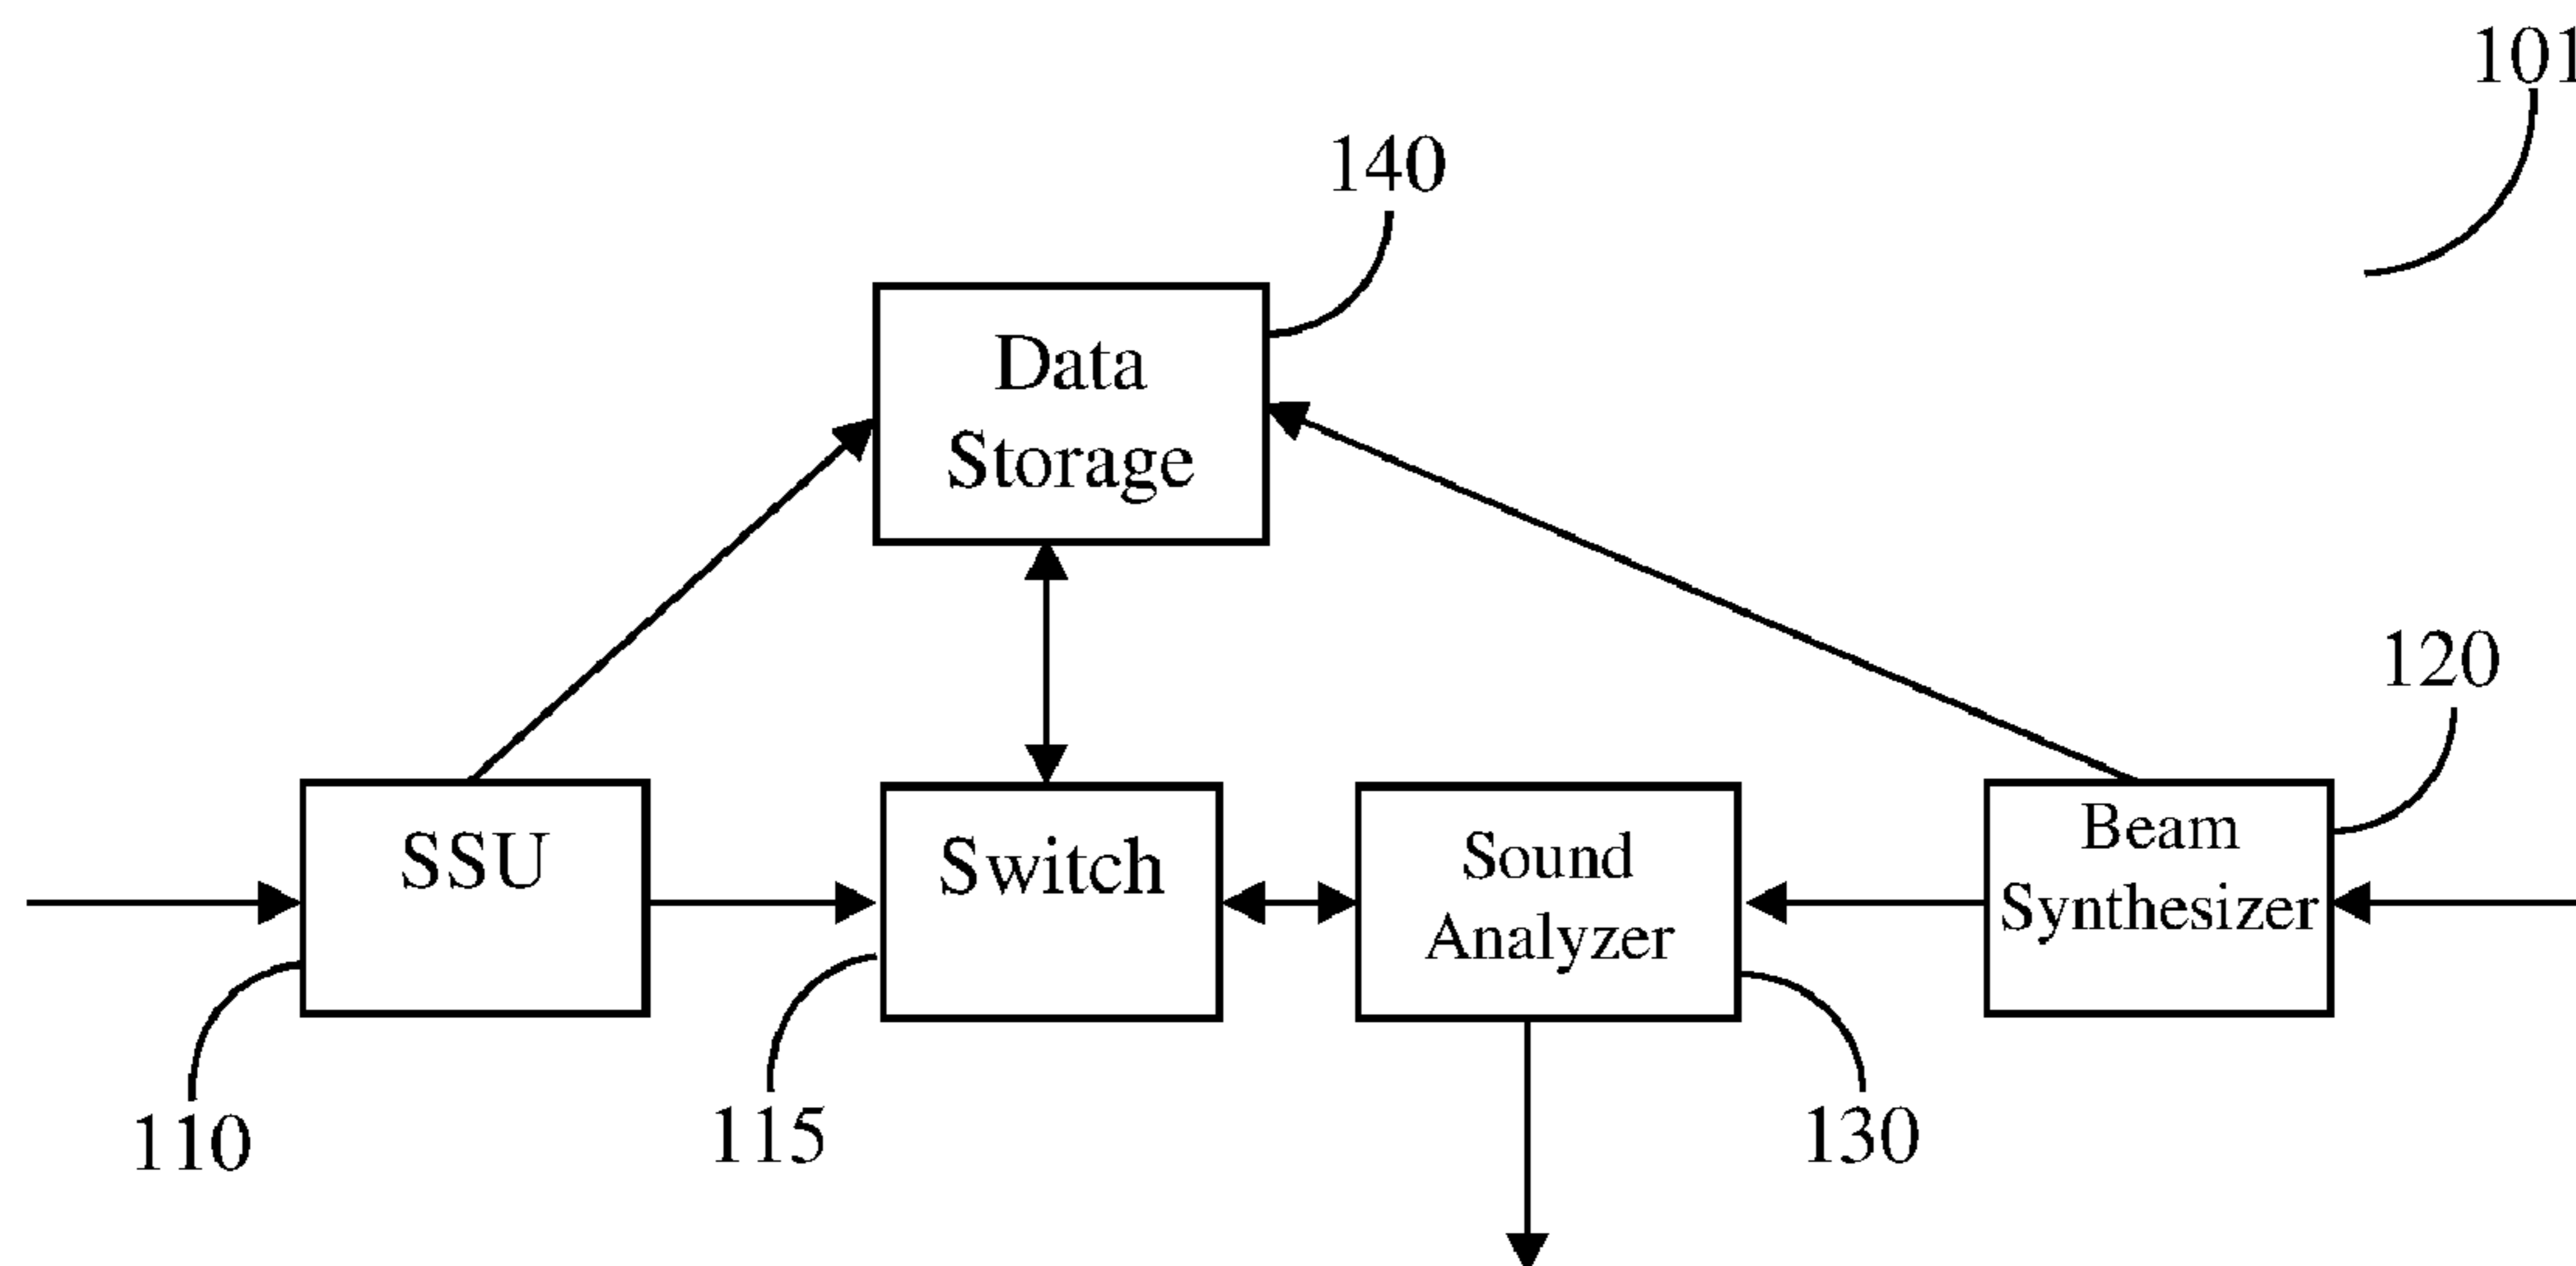 101
140
Data
Storage
120
SSU
Switch
Sound
Analyzer
Beam
Synthesizer
110
115
130